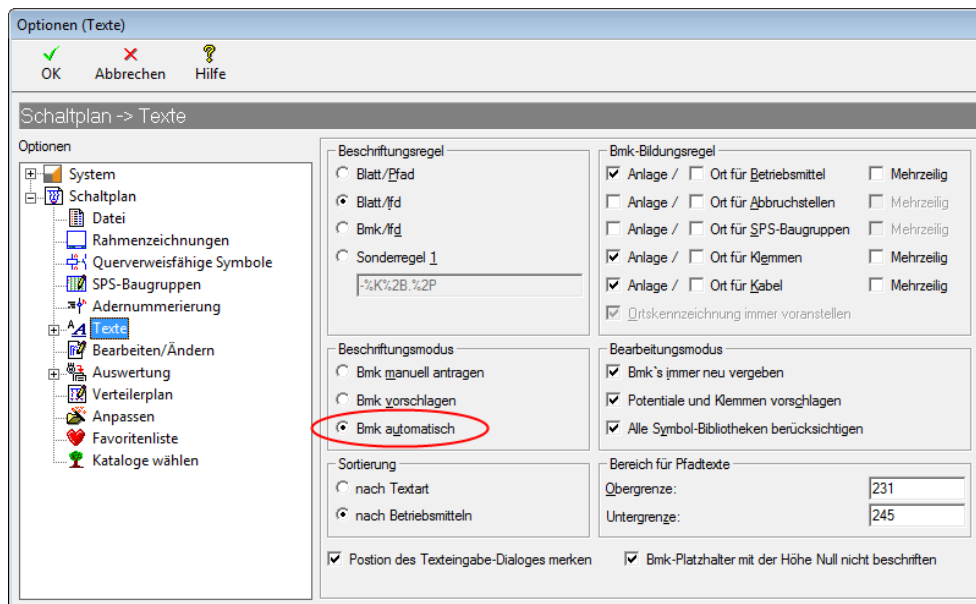 Optionen (Texte)
OK Abbrechen Hilfe
Schaltplan -> Texte
Optionen
System
Schaltplan
Datei
Rahmenzeichnungen
Querverweisfähige Symbole
SPS-Baugruppen
Adernummerierung
Texte
Bearbeiten/Ändern
Auswertung
Verteilerplan
Anpassen
Favoritenliste
Kataloge wählen
Beschriftungsregel
Blatt/Pfad
Blatt/lfd
Bmk/lfd
Sonderregel 1
-%K%2B.%2P
Bmk-Bildungsregel
Anlage / Ort für Betriebsmittel Mehrzeilig
Anlage / Ort für Abbruchstellen Mehrzeilig
Anlage / Ort für SPS-Baugruppen Mehrzeilig
Anlage / Ort für Klemmen Mehrzeilig
Anlage / Ort für Kabel Mehrzeilig
Ortskennzeichnung immer voranstellen
Beschriftungsmodus
Bmk manuell antragen
Bmk vorschlagen
Bmk automatisch
Bearbeitungsmodus
Bmk`s immer neu vergeben
Potentiale und Klemmen vorschlagen
Alle Symbol-Bibliotheken berücksichtigen
Sortierung
nach Textart
nach Betriebsmitteln
Bereich für Pfadtexte
Obergrenze: 231
Untergrenze: 245
Postion des Texteingabe-Dialoges merken
Bmk-Platzhalter mit der Höhe Null nicht beschriften